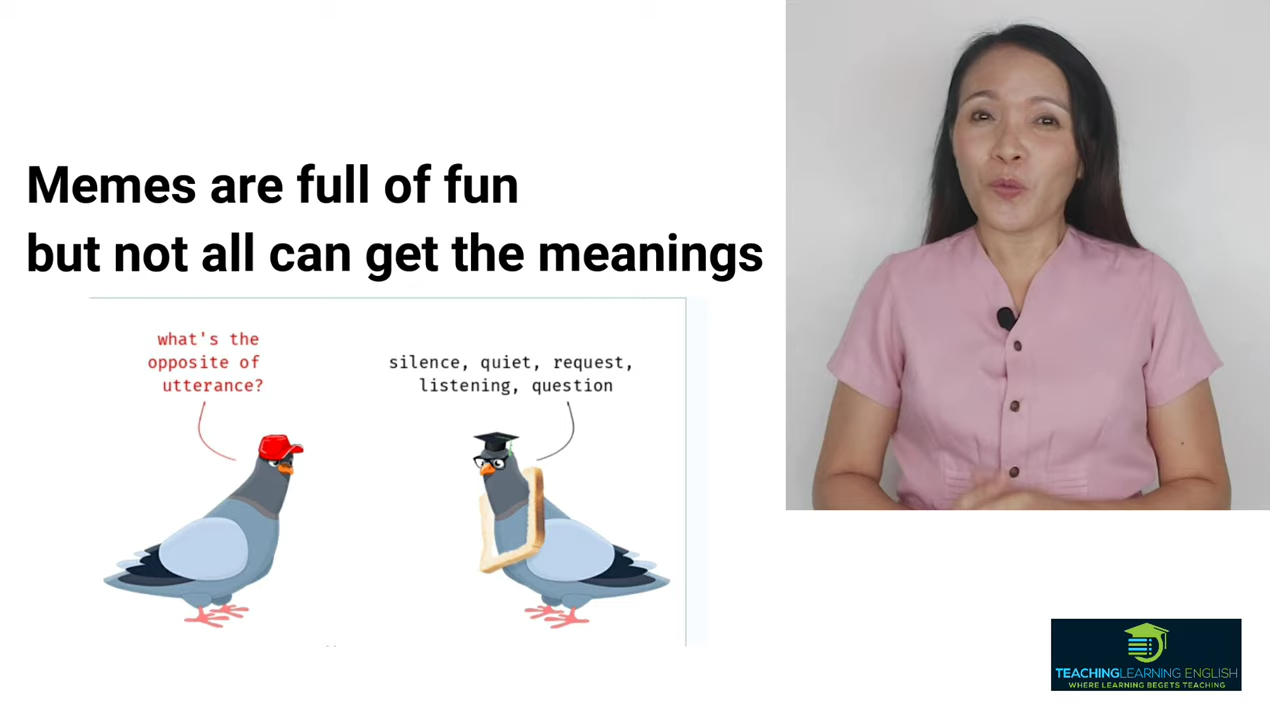 Memes are full of fun
but not all can get the meanings
what's the
opposite of
utterance?
silence, quiet, request,
listening, question
TEACHINGLEARNING ENGLISH
WHERE LEARNING BEGETS TEACHING